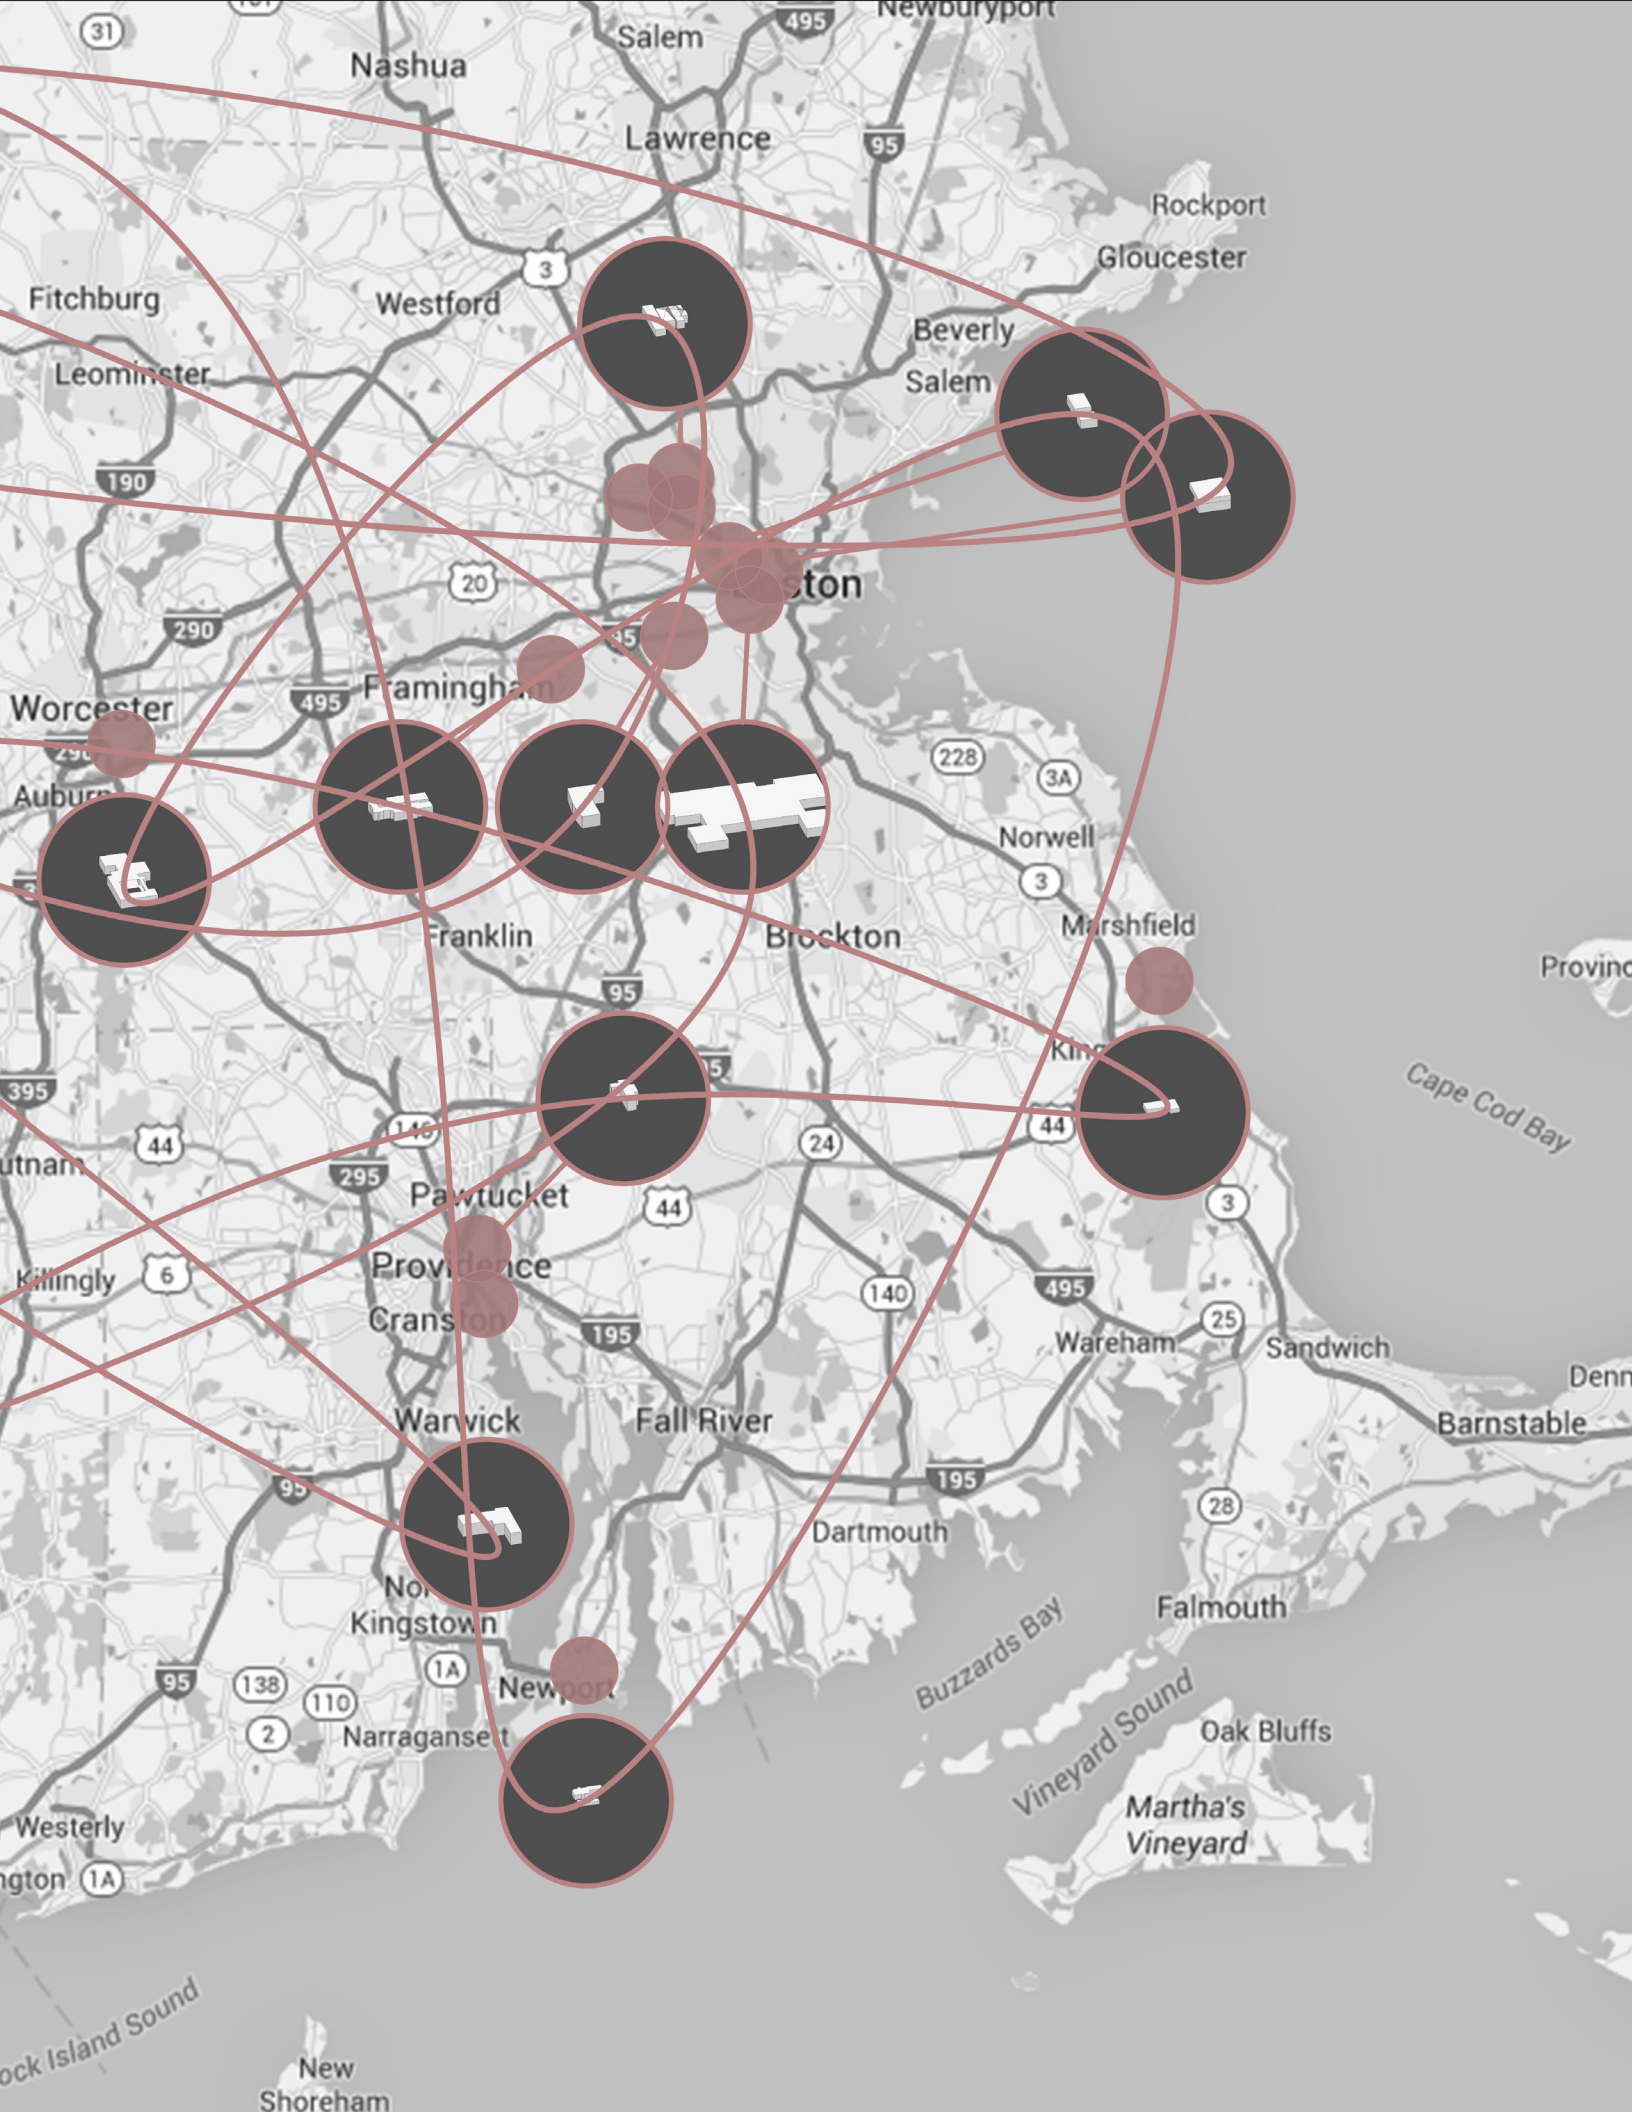 31
495
Newburyport
Salem
Nashua
Lawrence
95
Rockport
Gloucester
3
Fitchburg
Westford
Beverly
Salem
Leominster
190
20
290
95
Framingham
495
Worcester
290
228
3A
Auburn
Norwell
3
Marshfield
Franklin
Brockton
95
Cape Cod Bay
395
44
146
24
44
295
Pawtucket
44
3
Killingly
6
Providence
140
495
Cranston
195
25
Wareham
Sandwich
Warwick
Fall River
Barnstable
95
195
28
Dartmouth
Kingstown
Falmouth
Buzzards Bay
95
138
110
1A
Newport
2
Narragansett
Vineyard Sound
Oak Bluffs
Martha's
Vineyard
Westerly
1A
New
Shoreham